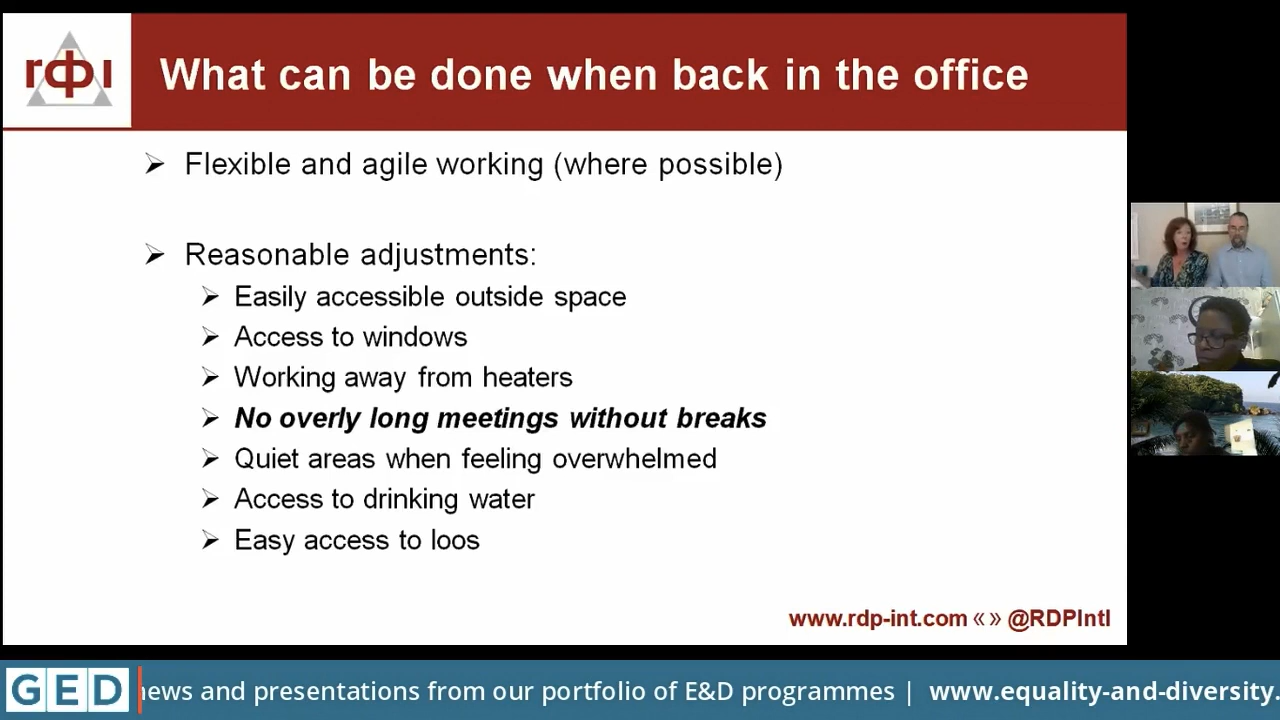 rφι
What can be done when back in the office
Flexible and agile working (where possible)
Reasonable adjustments:
Easily accessible outside space
Access to windows
Working away from heaters
No overly long meetings without breaks
Quiet areas when feeling overwhelmed
Access to drinking water
Easy access to loos
www.rdp-int.com «» @RDPIntl
GED news and presentations from our portfolio of E&D programmes | www.equality-and-diversity.